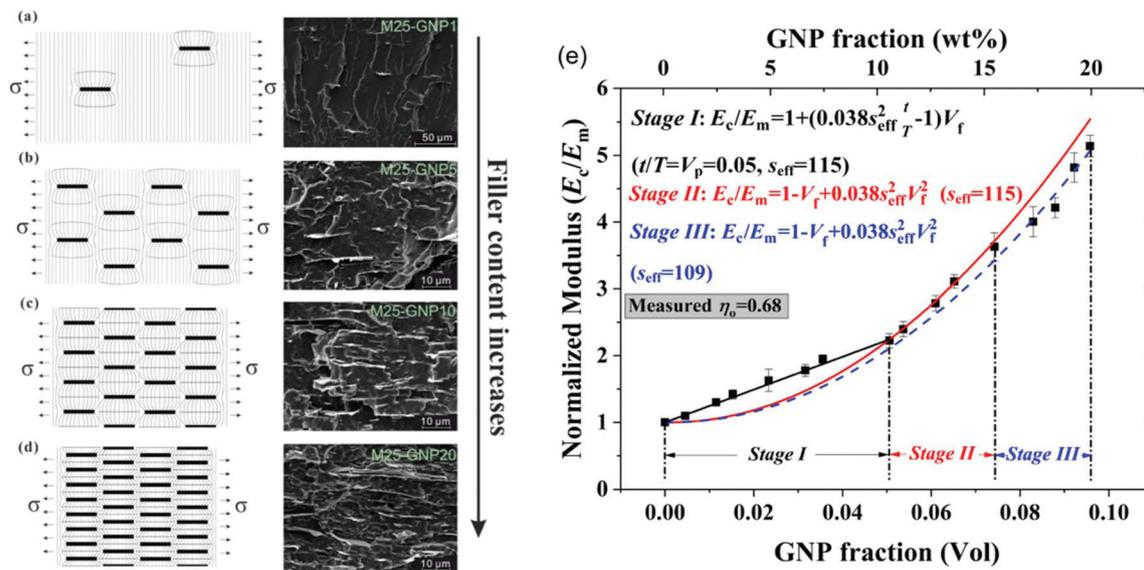 (a)
σ
σ
M25-GNP1
50 μm
(b)
σ
σ
M25-GNP5
10 μm
(c)
σ
σ
M25-GNP10
10 μm
(d)
σ
σ
M25-GNP20
10 μm
Filler content increases
(e)
GNP fraction (wt%)
0 5 10 15 20
Normalized Modulus (Ec/Em)
6
5
4
3
2
1
0
Stage I: Ec/Em=1+(0.038s²eff t/T-1)Vf
(t/T=Vp=0.05, seff=115)
Stage II: Ec/Em=1-Vf+0.038s²effV²f (seff=115)
Stage III: Ec/Em=1-Vf+0.038s²effV²f
(seff=109)
Measured ηo=0.68
Stage I Stage II Stage III
0.00 0.02 0.04 0.06 0.08 0.10
GNP fraction (Vol)